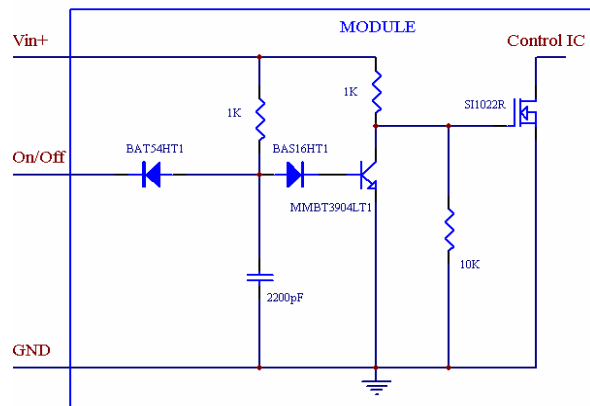 MODULE
Vin+
Control IC
1K
1K
SI1022R
On/Off
BAT54HT1
BAS16HT1
MMBT3904LT1
10K
2200pF
GND